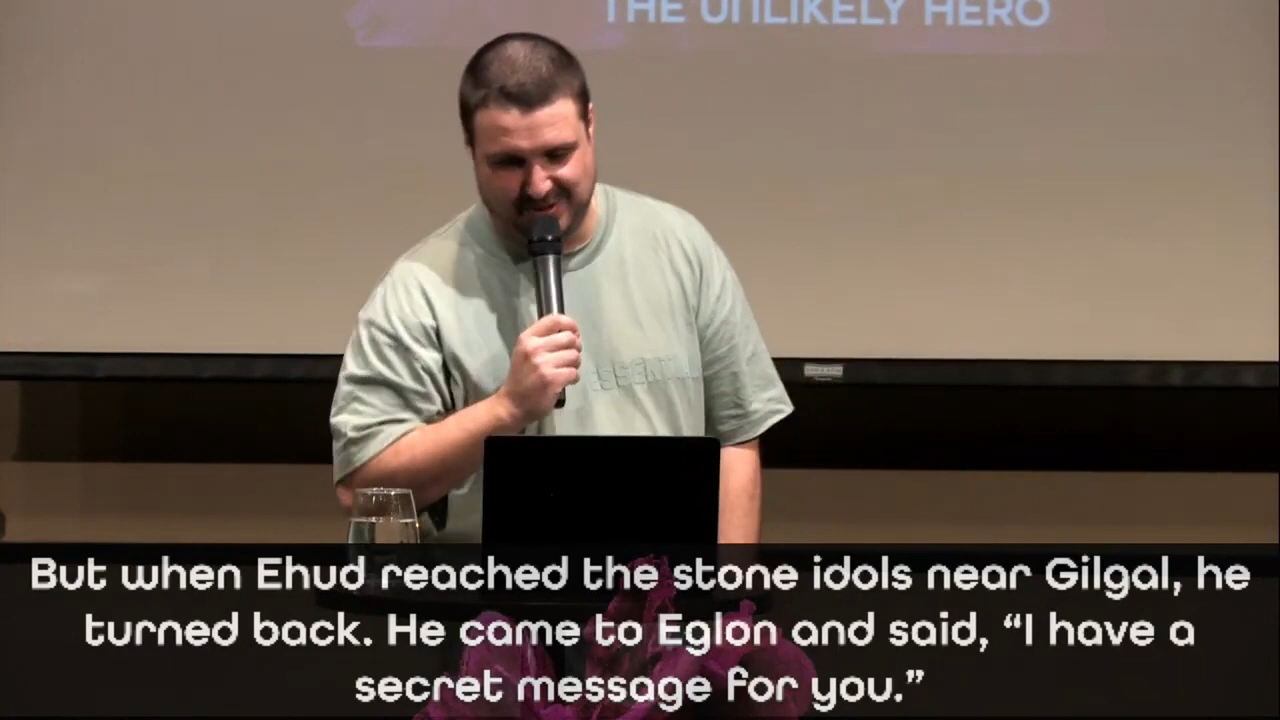 THE UNLIKELY HERO
ESSENTI
But when Ehud reached the stone idols near Gilgal, he
turned back. He came to Eglon and said, “I have a
secret message for you.”